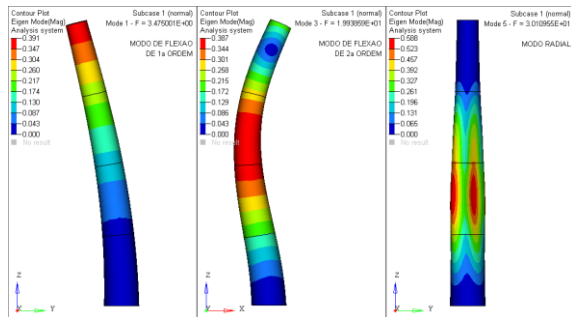 Contour Plot
Eigen Mode(Mag)
Analysis system
0.391
0.347
0.304
0.260
0.217
0.174
0.130
0.087
0.043
0.000
No result
Subcase 1 (normal)
Mode 1 - F = 3.475001E+00
MODO DE FLEXAO
DE 1a ORDEM
Z
X
Y
Contour Plot
Eigen Mode(Mag)
Analysis system
0.387
0.344
0.301
0.258
0.215
0.172
0.129
0.086
0.043
0.000
No result
Subcase 1 (normal)
Mode 3 - F = 1.993859E+01
MODO DE FLEXAO
DE 2a ORDEM
Z
Y
X
Contour Plot
Eigen Mode(Mag)
Analysis system
0.588
0.523
0.457
0.392
0.327
0.261
0.196
0.131
0.065
0.000
No result
Subcase 1 (normal)
Mode 5 - F = 3.010955E+01
MODO RADIAL
Z
X
Y